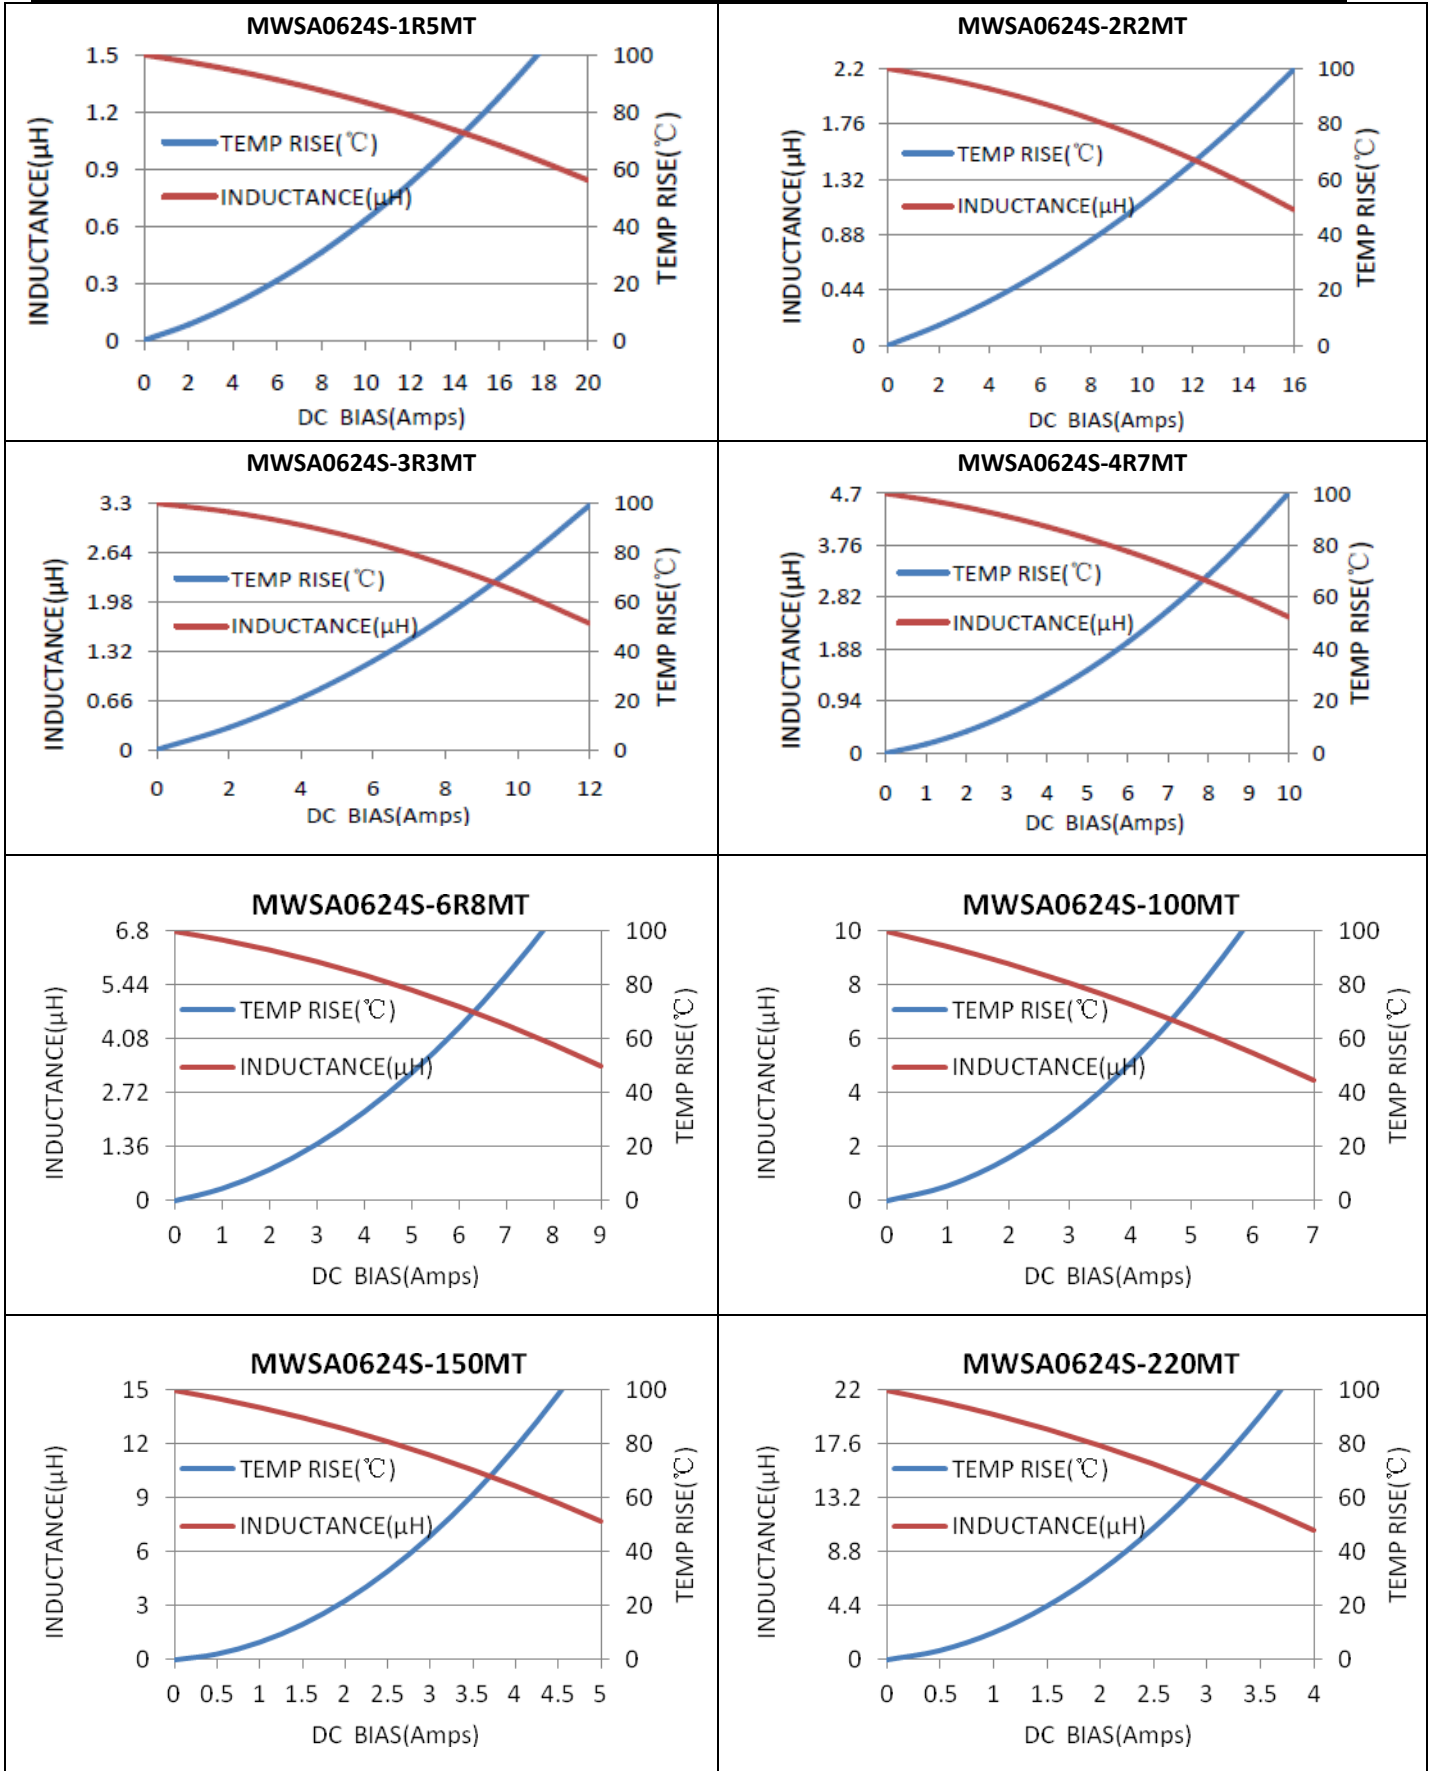 MWSA0624S-1R5MT
1.5
1.2
0.9
0.6
0.3
0
100
80
60
40
20
0
INDUCTANCE(μH)
TEMP RISE(℃)
TEMP RISE(℃)
INDUCTANCE(μH)
0 2 4 6 8 10 12 14 16 18 20
DC BIAS(Amps)
MWSA0624S-2R2MT
2.2
1.76
1.32
0.88
0.44
0
100
80
60
40
20
0
INDUCTANCE(μH)
TEMP RISE(℃)
TEMP RISE(℃)
INDUCTANCE(μH)
0 2 4 6 8 10 12 14 16
DC BIAS(Amps)
MWSA0624S-3R3MT
3.3
2.64
1.98
1.32
0.66
0
100
80
60
40
20
0
INDUCTANCE(μH)
TEMP RISE(℃)
TEMP RISE(℃)
INDUCTANCE(μH)
0 2 4 6 8 10 12
DC BIAS(Amps)
MWSA0624S-4R7MT
4.7
3.76
2.82
1.88
0.94
0
100
80
60
40
20
0
INDUCTANCE(μH)
TEMP RISE(℃)
TEMP RISE(℃)
INDUCTANCE(μH)
0 1 2 3 4 5 6 7 8 9 10
DC BIAS(Amps)
MWSA0624S-6R8MT
6.8
5.44
4.08
2.72
1.36
0
100
80
60
40
20
0
INDUCTANCE(μH)
TEMP RISE(℃)
TEMP RISE(℃)
INDUCTANCE(μH)
0 1 2 3 4 5 6 7 8 9
DC BIAS(Amps)
MWSA0624S-100MT
10
8
6
4
2
0
100
80
60
40
20
0
INDUCTANCE(μH)
TEMP RISE(℃)
TEMP RISE(℃)
INDUCTANCE(μH)
0 1 2 3 4 5 6 7
DC BIAS(Amps)
MWSA0624S-150MT
15
12
9
6
3
0
100
80
60
40
20
0
INDUCTANCE(μH)
TEMP RISE(℃)
TEMP RISE(℃)
INDUCTANCE(μH)
0 0.5 1 1.5 2 2.5 3 3.5 4 4.5 5
DC BIAS(Amps)
MWSA0624S-220MT
22
17.6
13.2
8.8
4.4
0
100
80
60
40
20
0
INDUCTANCE(μH)
TEMP RISE(℃)
TEMP RISE(℃)
INDUCTANCE(μH)
0 0.5 1 1.5 2 2.5 3 3.5 4
DC BIAS(Amps)